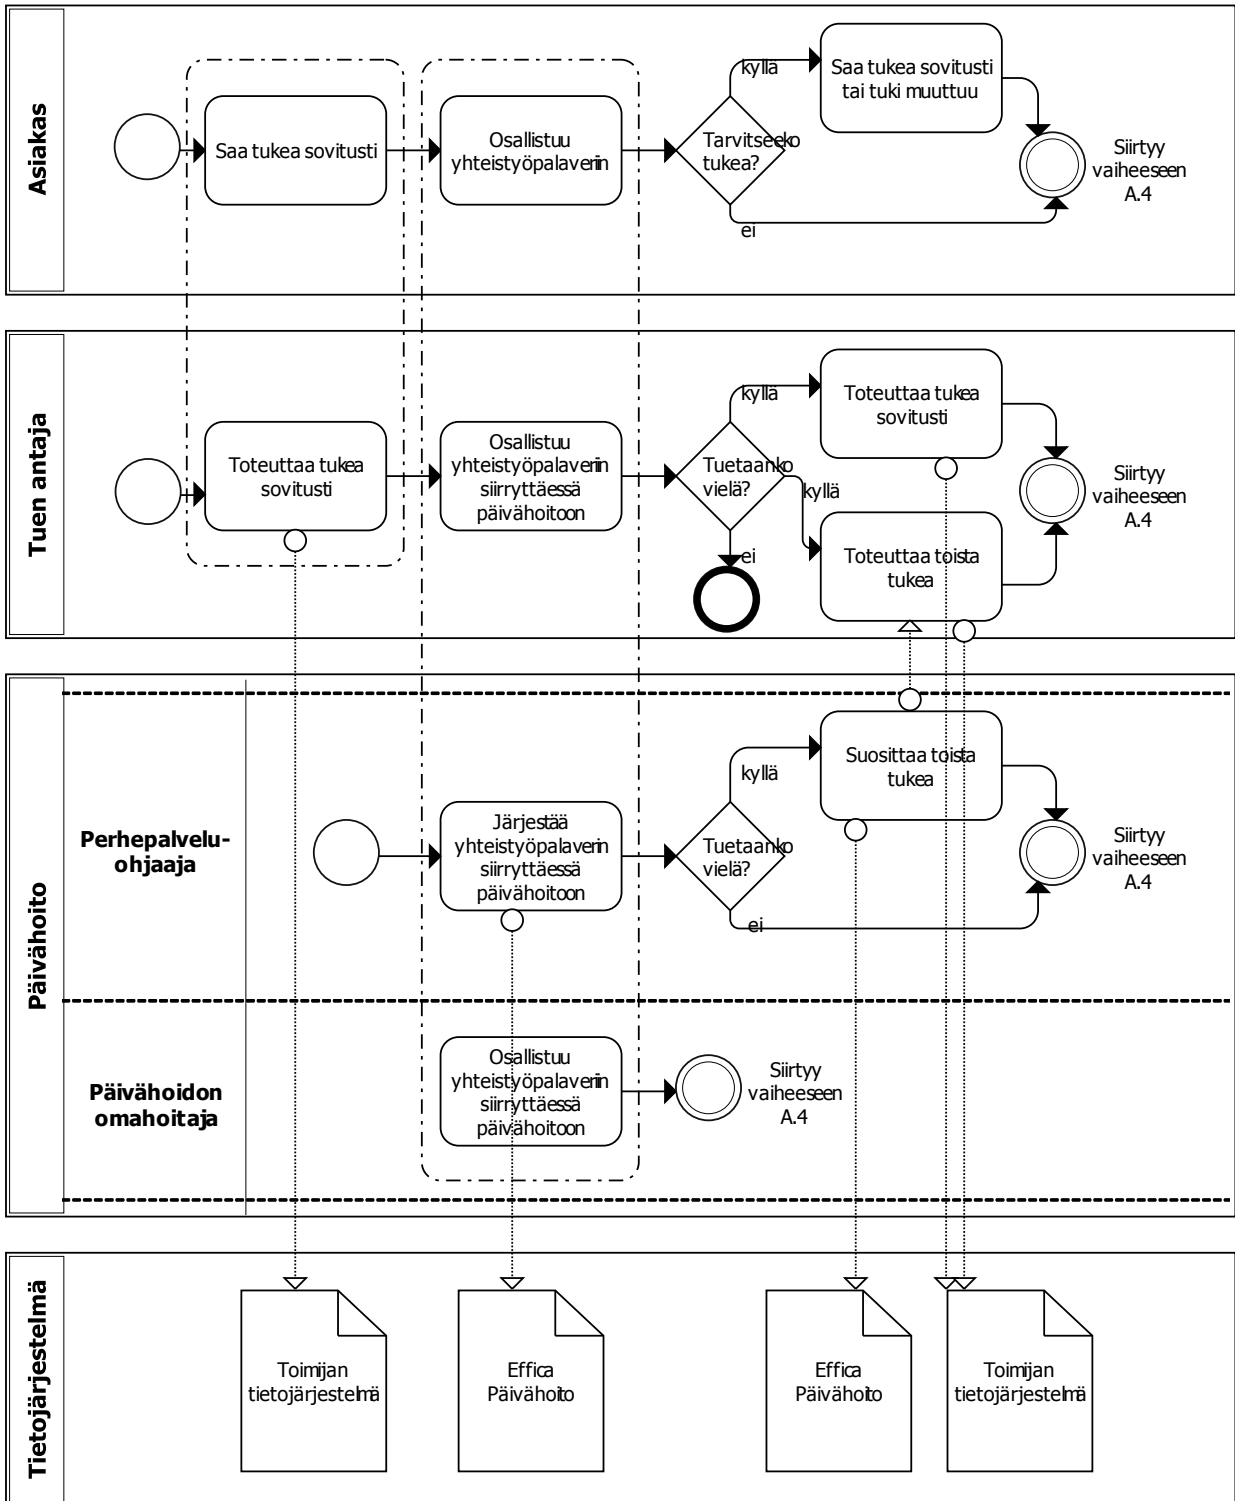 Asiakas
Saa tukea sovitusti
Osallistuu
yhteistyöpalaveriin
Tarvitseeko
tukea?
kyllä
ei
Saa tukea sovitusti
tai tuki muuttuu
Siirtyy
vaiheeseen
A.4
Tuen antaja
Toteuttaa tukea
sovitusti
Osallistuu
yhteistyöpalaveriin
siirryttäessä
päivähoitoon
Tuetaanko
vielä?
kyllä
kyllä
ei
Toteuttaa tukea
sovitusti
Toteuttaa toista
tukea
Siirtyy
vaiheeseen
A.4
Päivähoito
Perhepalvelu-
ohjaaja
Järjestää
yhteistyöpalaverin
siirryttäessä
päivähoitoon
Tuetaanko
vielä?
kyllä
ei
Suosittaa toista
tukea
Siirtyy
vaiheeseen
A.4
Päivähoidon
omahoitaja
Osallistuu
yhteistyöpalaveriin
siirryttäessä
päivähoitoon
Siirtyy
vaiheeseen
A.4
Tietojärjestelmä
Toimijan
tietojärjestelmä
Effica
Päivähoito
Effica
Päivähoito
Toimijan
tietojärjestelmä